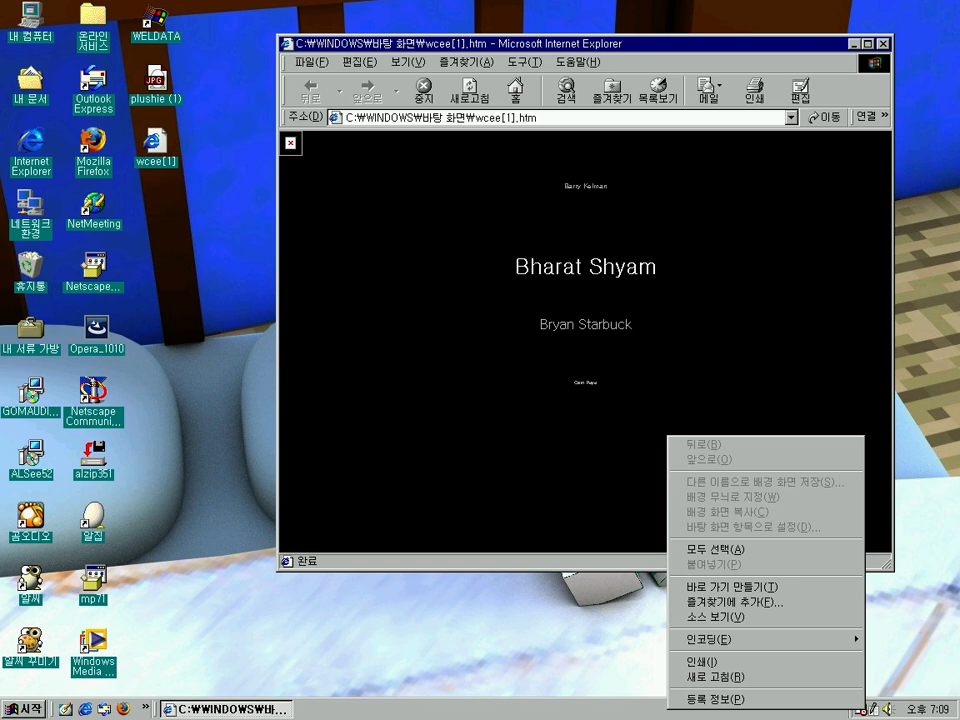 내 컴퓨터
온라인
서비스
WELDATA
내 문서
Outlook
Express
JPG
plushie (1)
Internet
Explorer
Mozilla
Firefox
wcee[1]
네트워크
환경
NetMeeting
휴지통
Netscape...
내 서류 가방
Opera_1010
GOMAUDI...
Netscape
Communi...
ALSee52
alzip351
곰오디오
알집
알씨
mp71
알씨 꾸미기
Windows
Media ...
C:₩WINDOWS₩바탕 화면₩wcee[1].htm - Microsoft Internet Explorer
파일(F) 편집(E) 보기(V) 즐겨찾기(A) 도구(T) 도움말(H)
뒤로 앞으로 중지 새로고침 홈 검색 즐겨찾기 목록보기 메일 인쇄 편집
주소(D) C:₩WINDOWS₩바탕 화면₩wcee[1].htm 이동 연결 »
Barry Kelman
Bharat Shyam
Bryan Starbuck
완료
뒤로(B)
앞으로(O)
다른 이름으로 배경 화면 저장(S)...
배경 무늬로 지정(W)
배경 화면 복사(C)
바탕 화면 항목으로 설정(D)...
모두 선택(A)
붙여넣기(P)
바로 가기 만들기(T)
즐겨찾기에 추가(F)...
소스 보기(V)
인코딩(E)
인쇄(I)
새로 고침(R)
등록 정보(P)
시작 » C:₩WINDOWS₩바... 오후 7:09